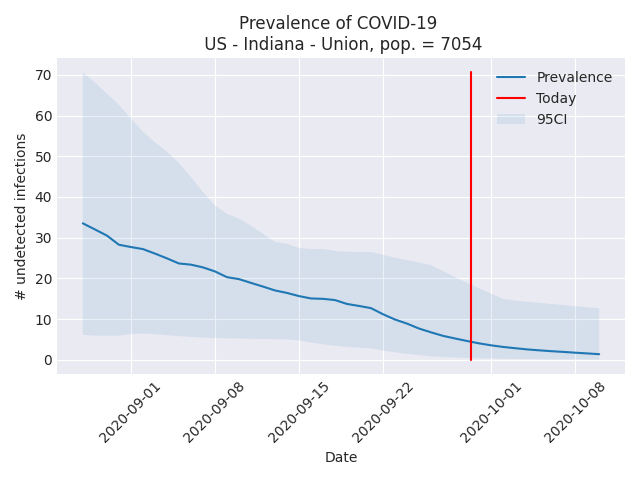 Prevalence of COVID-19
US - Indiana - Union, pop. = 7054
Prevalence
Today
95CI
# undetected infections
70
60
50
40
30
20
10
0
2020-09-01
2020-09-08
2020-09-15
2020-09-22
2020-10-01
2020-10-08
Date